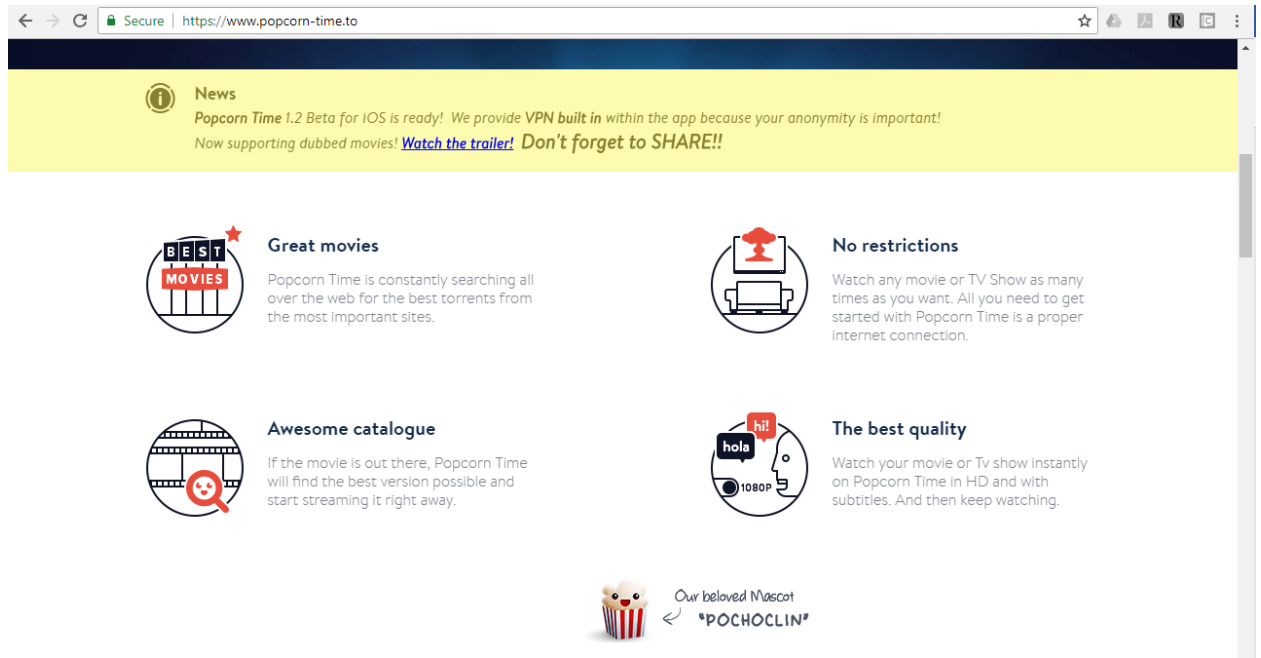 Secure | https://www.popcorn-time.to
News
Popcorn Time 1.2 Beta for iOS is ready! We provide VPN built in within the app because your anonymity is important!
Now supporting dubbed movies! Watch the trailer! Don't forget to SHARE!!
BEST
MOVIES
Great movies
Popcorn Time is constantly searching all
over the web for the best torrents from
the most important sites.
No restrictions
Watch any movie or TV Show as many
times as you want. All you need to get
started with Popcorn Time is a proper
internet connection.
Awesome catalogue
If the movie is out there, Popcorn Time
will find the best version possible and
start streaming it right away.
hi!
hola
1080P
The best quality
Watch your movie or Tv show instantly
on Popcorn Time in HD and with
subtitles. And then keep watching.
Our beloved Mascot
"POCHOCLIN"